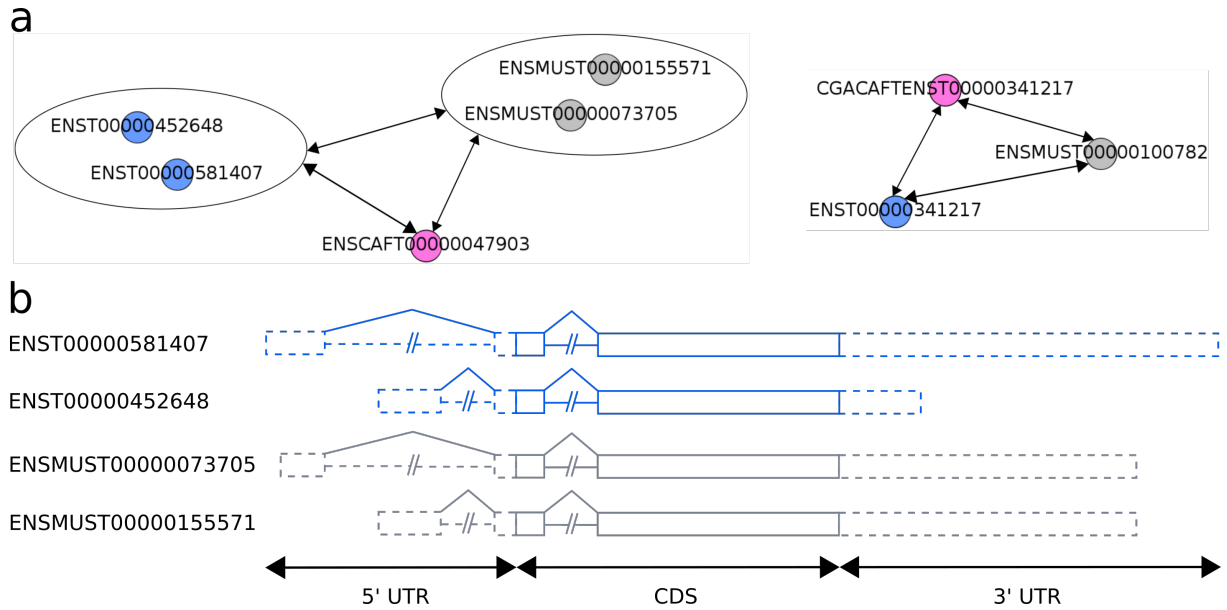 a
ENSMUST00000155571
ENSMUST00000073705
ENST00000452648
ENST00000581407
ENSCAFT00000047903
CGACAFTENST00000341217
ENSMUST00000100782
ENST00000341217
b
ENST00000581407
ENST00000452648
ENSMUST00000073705
ENSMUST00000155571
5' UTR CDS 3' UTR